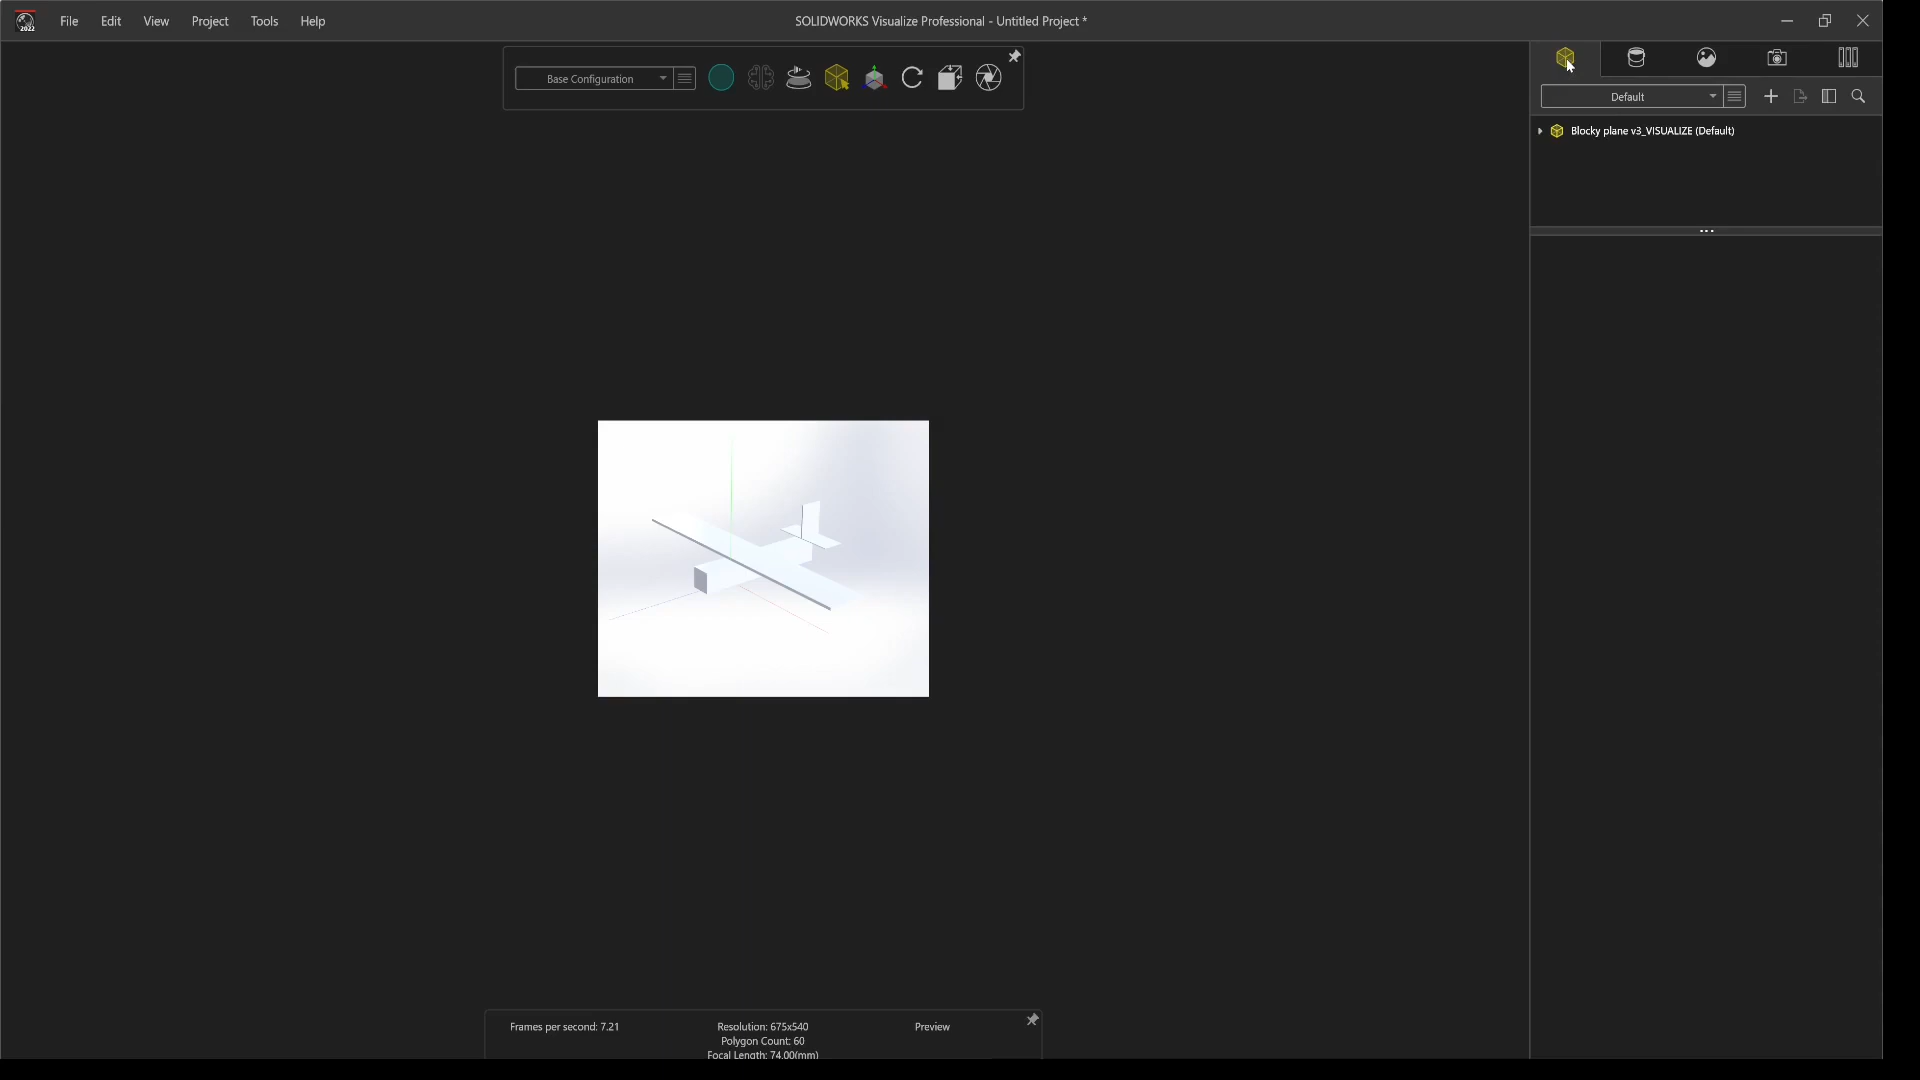 2022
File Edit View Project Tools Help
SOLIDWORKS Visualize Professional - Untitled Project *
Base Configuration
Default
Blocky plane v3_VISUALIZE (Default)
Frames per second: 7.21
Resolution: 675x540
Preview
Polygon Count: 60
Focal Length: 74.00(mm)